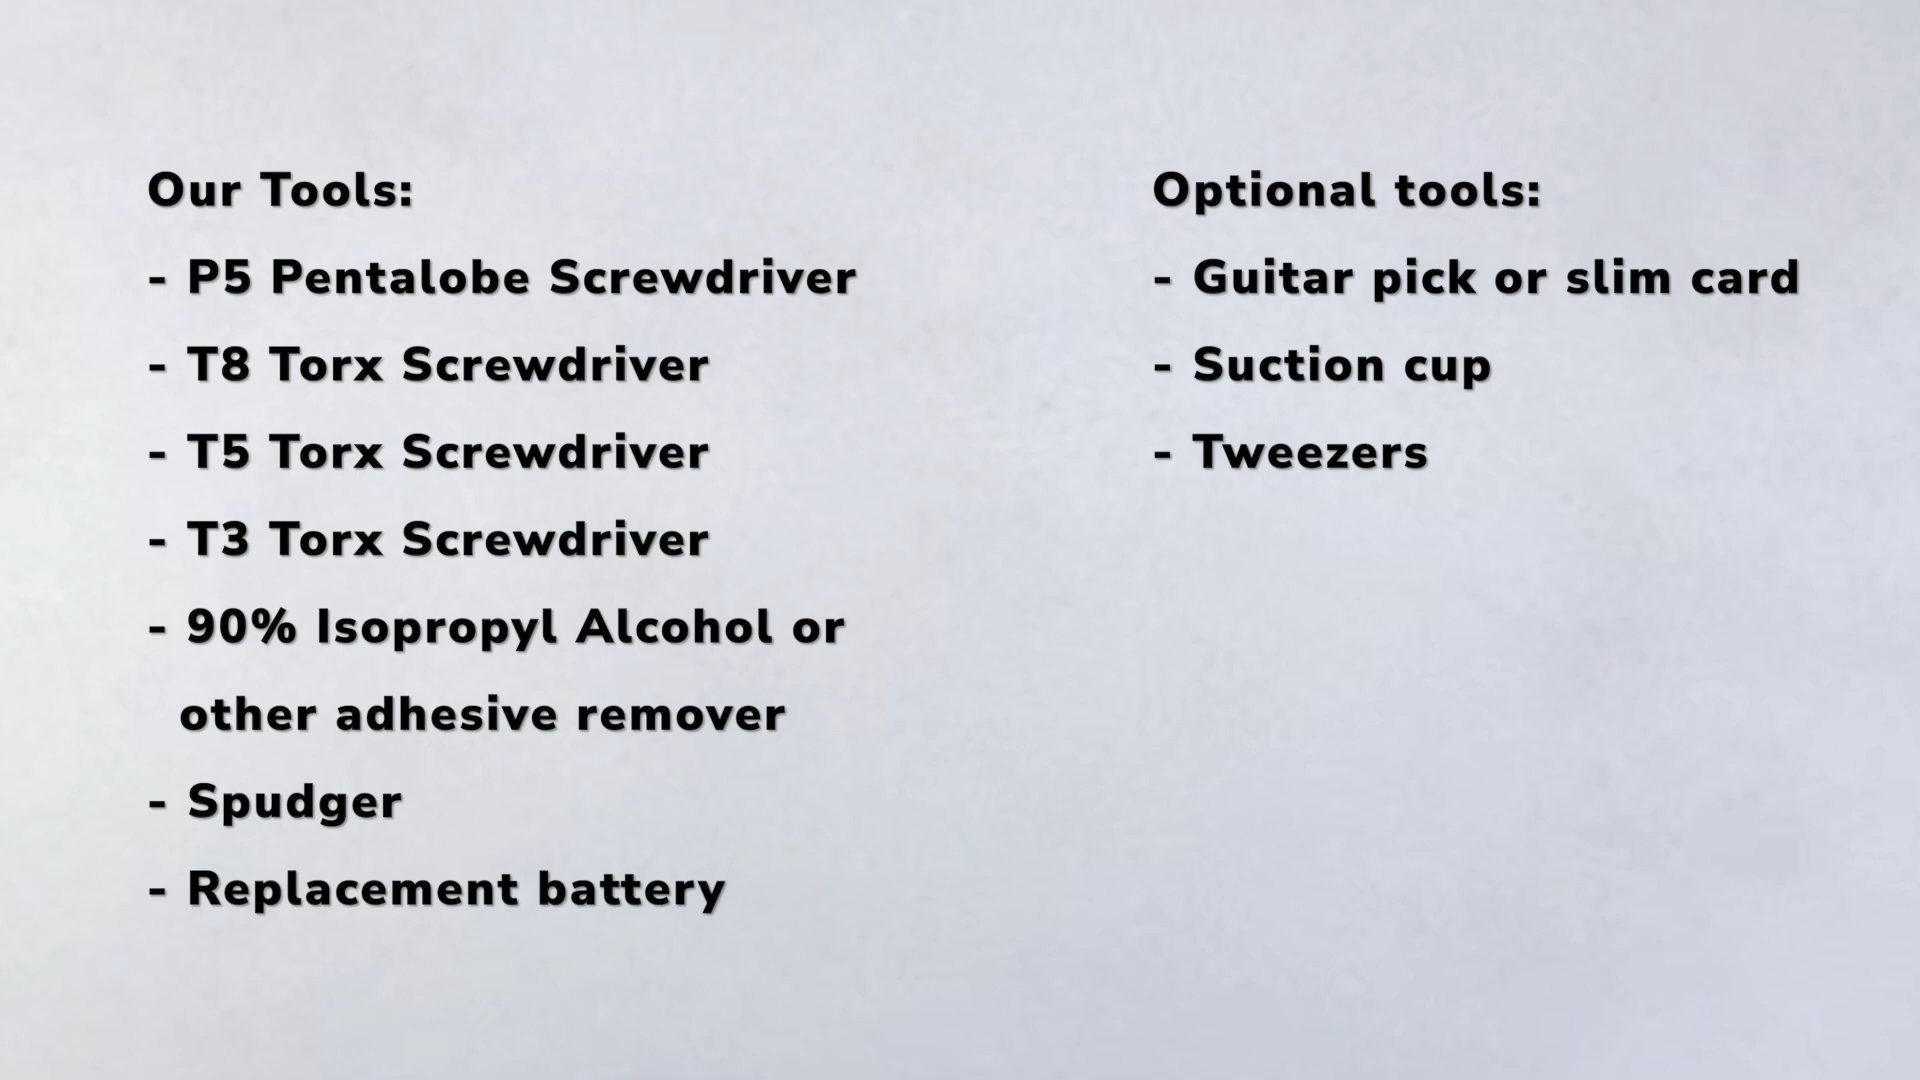 Our Tools:
- P5 Pentalobe Screwdriver
- T8 Torx Screwdriver
- T5 Torx Screwdriver
- T3 Torx Screwdriver
- 90% Isopropyl Alcohol or
other adhesive remover
- Spudger
- Replacement battery
Optional tools:
- Guitar pick or slim card
- Suction cup
- Tweezers